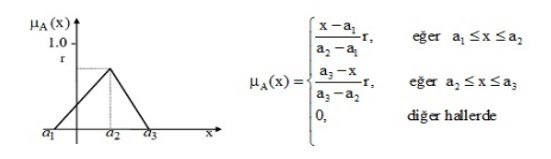 μA(x)
1.0
r
a1 a2 a3 x
μA(x) = { (x−a1)/(a2−a1) r, eğer a1 ≤ x ≤ a2
(a3−x)/(a3−a2) r, eğer a2 ≤ x ≤ a3
0, diğer hallerde